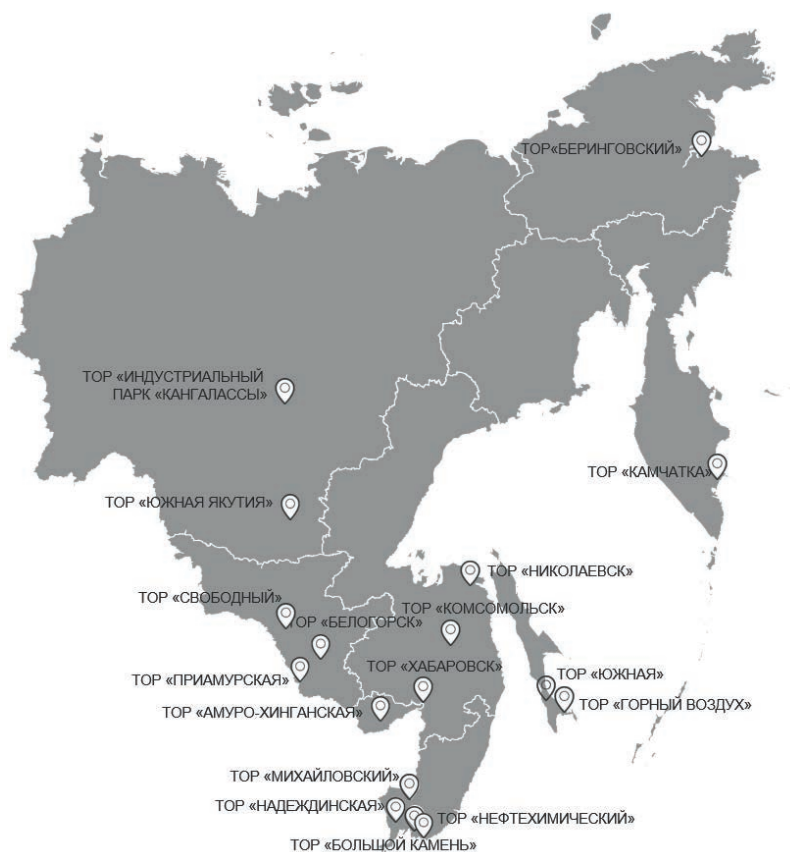 ТОР«БЕРИНГОВСКИЙ»
ТОР «ИНДУСТРИАЛЬНЫЙ
ПАРК «КАНГАЛАССЫ»
ТОР «КАМЧАТКА»
ТОР «ЮЖНАЯ ЯКУТИЯ»
ТОР «НИКОЛАЕВСК»
ТОР «СВОБОДНЫЙ»
ТОР «КОМСОМОЛЬСК»
ТОР «БЕЛОГОРСК»
ТОР «ХАБАРОВСК»
ТОР «ЮЖНАЯ»
ТОР «ПРИАМУРСКАЯ»
ТОР «ГОРНЫЙ ВОЗДУХ»
ТОР «АМУРО-ХИНГАНСКАЯ»
ТОР «МИХАЙЛОВСКИЙ»
ТОР «НАДЕЖДИНСКАЯ»
ТОР «НЕФТЕХИМИЧЕСКИЙ»
ТОР «БОЛЬШОЙ КАМЕНЬ»